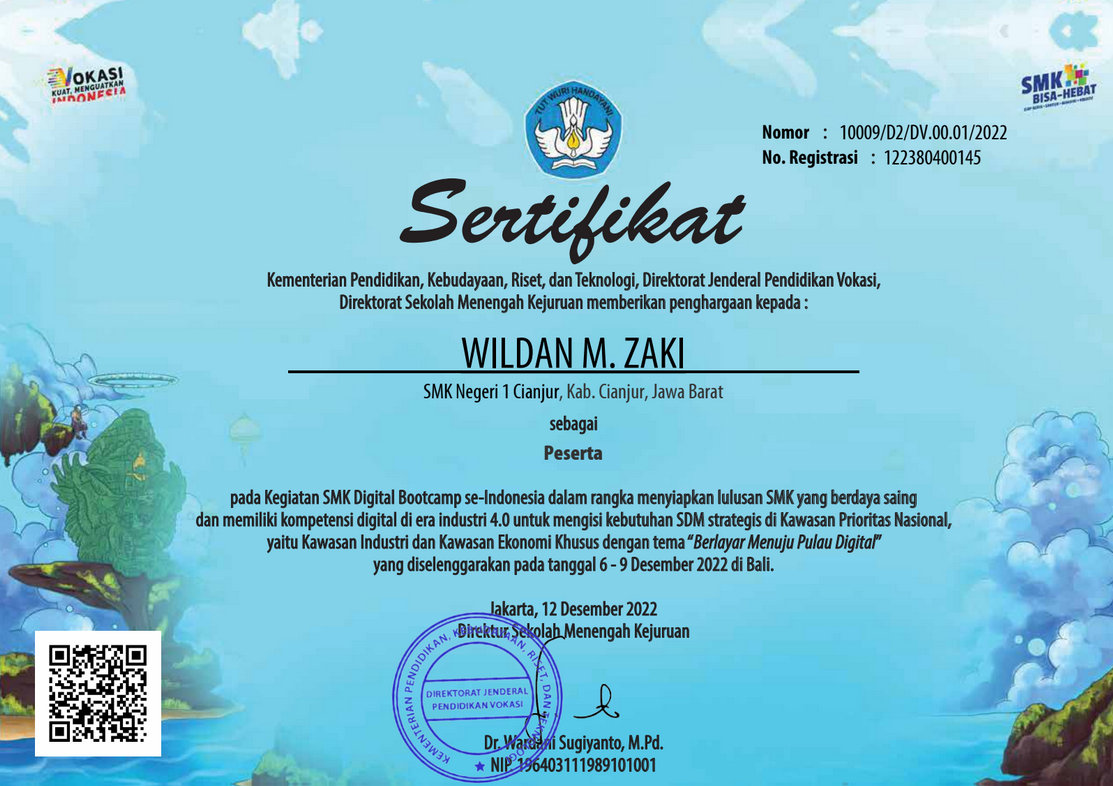 VOKASI
KUAT, MENGUATKAN
INDONESIA
SMK
BISA-HEBAT
TUT WURI HANDAYANI
Nomor : 10009/D2/DV.00.01/2022
No. Registrasi : 122380400145
Sertifikat
Kementerian Pendidikan, Kebudayaan, Riset, dan Teknologi, Direktorat Jenderal Pendidikan Vokasi,
Direktorat Sekolah Menengah Kejuruan memberikan penghargaan kepada :
WILDAN M. ZAKI
SMK Negeri 1 Cianjur, Kab. Cianjur, Jawa Barat
sebagai
Peserta
pada Kegiatan SMK Digital Bootcamp se-Indonesia dalam rangka menyiapkan lulusan SMK yang berdaya saing
dan memiliki kompetensi digital di era industri 4.0 untuk mengisi kebutuhan SDM strategis di Kawasan Prioritas Nasional,
yaitu Kawasan Industri dan Kawasan Ekonomi Khusus dengan tema “Berlayar Menuju Pulau Digital”
yang diselenggarakan pada tanggal 6 - 9 Desember 2022 di Bali.
Jakarta, 12 Desember 2022
Direktur Sekolah Menengah Kejuruan
KEMENTERIAN PENDIDIKAN, KEBUDAYAAN, RISET, DAN TEKNOLOGI
DIREKTORAT JENDERAL
PENDIDIKAN VOKASI
Dr. Wardani Sugiyanto, M.Pd.
NIP. 196403111989101001